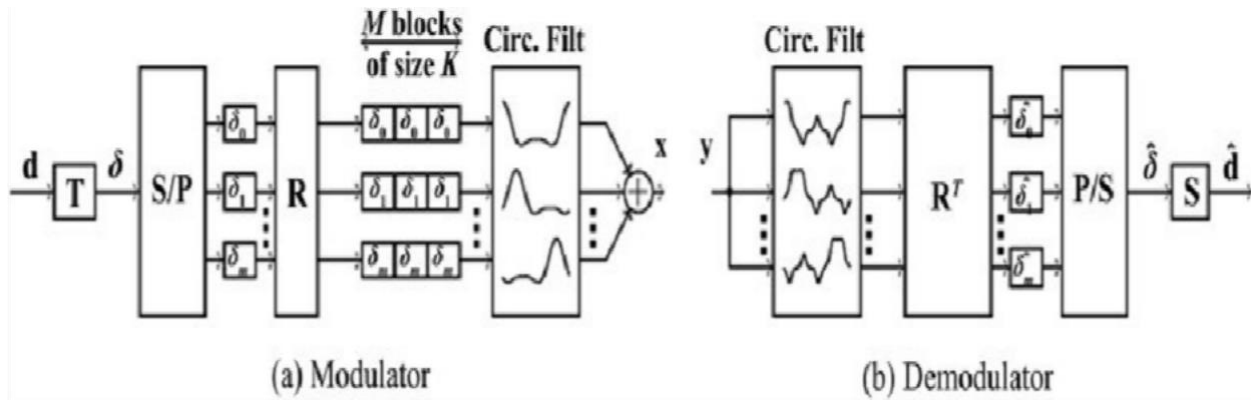 M blocks
of size K
Circ. Filt
d
T
δ
S/P
δ₀
δ₁
δₘ
R
δ₀ δ₀ δ₀
δ₁ δ₁ δ₁
δₘ δₘ δₘ
+
x
(a) Modulator
Circ. Filt
y
Rᵀ
δ̂₀
δ̂₁
δ̂ₘ
P/S
δ̂
S
d̂
(b) Demodulator